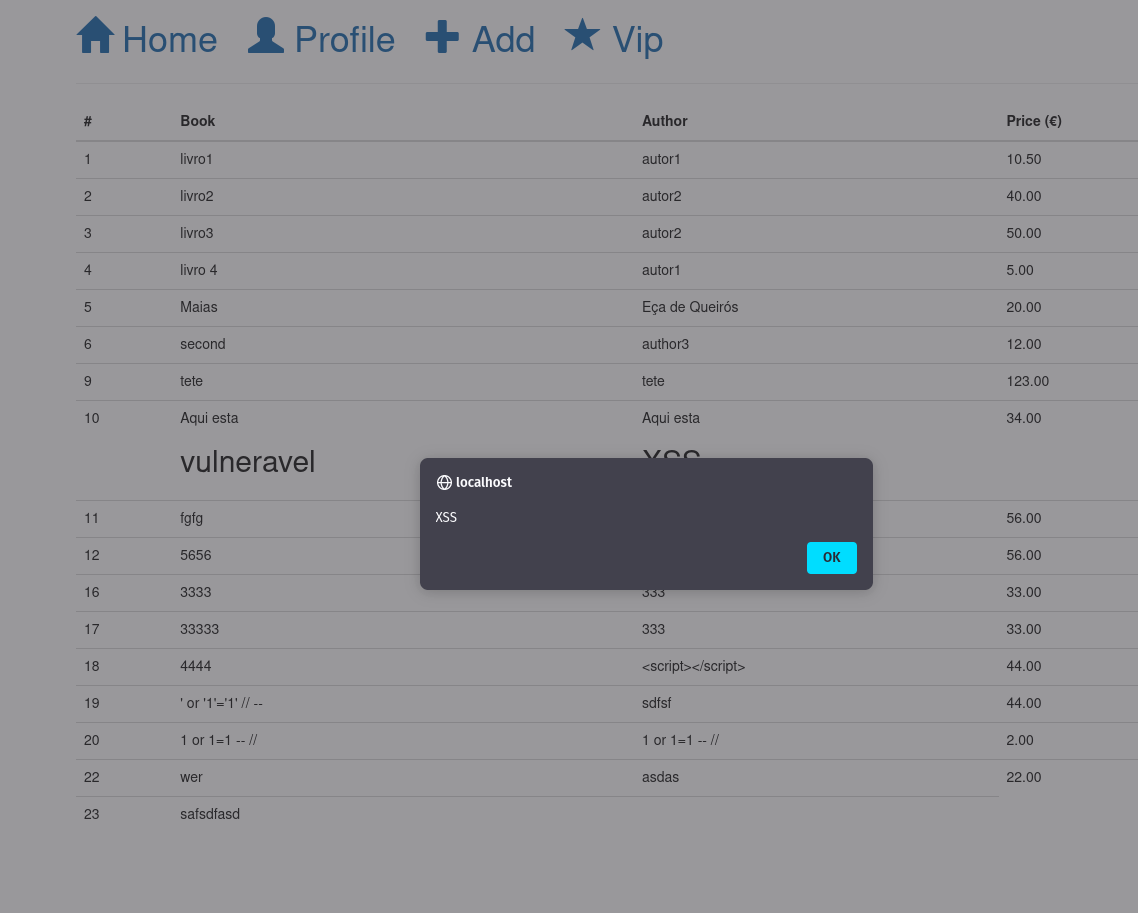 Home Profile Add Vip
# Book Author Price (€)
1 livro1 autor1 10.50
2 livro2 autor2 40.00
3 livro3 autor2 50.00
4 livro 4 autor1 5.00
5 Maias Eça de Queirós 20.00
6 second author3 12.00
9 tete tete 123.00
10 Aqui esta Aqui esta 34.00
vulneravel XSS
localhost
XSS
OK
11 fgfg 56.00
12 5656 56.00
16 3333 333 33.00
17 33333 333 33.00
18 4444 <script></script> 44.00
19 ' or '1'='1' // -- sdfsf 44.00
20 1 or 1=1 -- // 1 or 1=1 -- // 2.00
22 wer asdas 22.00
23 safsdfasd